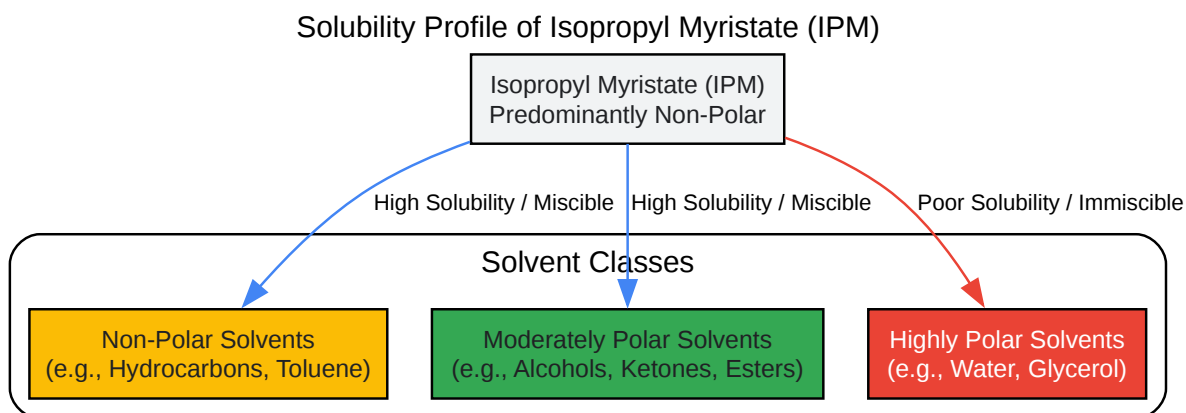 Solubility Profile of Isopropyl Myristate (IPM)
Isopropyl Myristate (IPM)
Predominantly Non-Polar
High Solubility / Miscible
High Solubility / Miscible
Poor Solubility / Immiscible
Solvent Classes
Non-Polar Solvents
(e.g., Hydrocarbons, Toluene)
Moderately Polar Solvents
(e.g., Alcohols, Ketones, Esters)
Highly Polar Solvents
(e.g., Water, Glycerol)